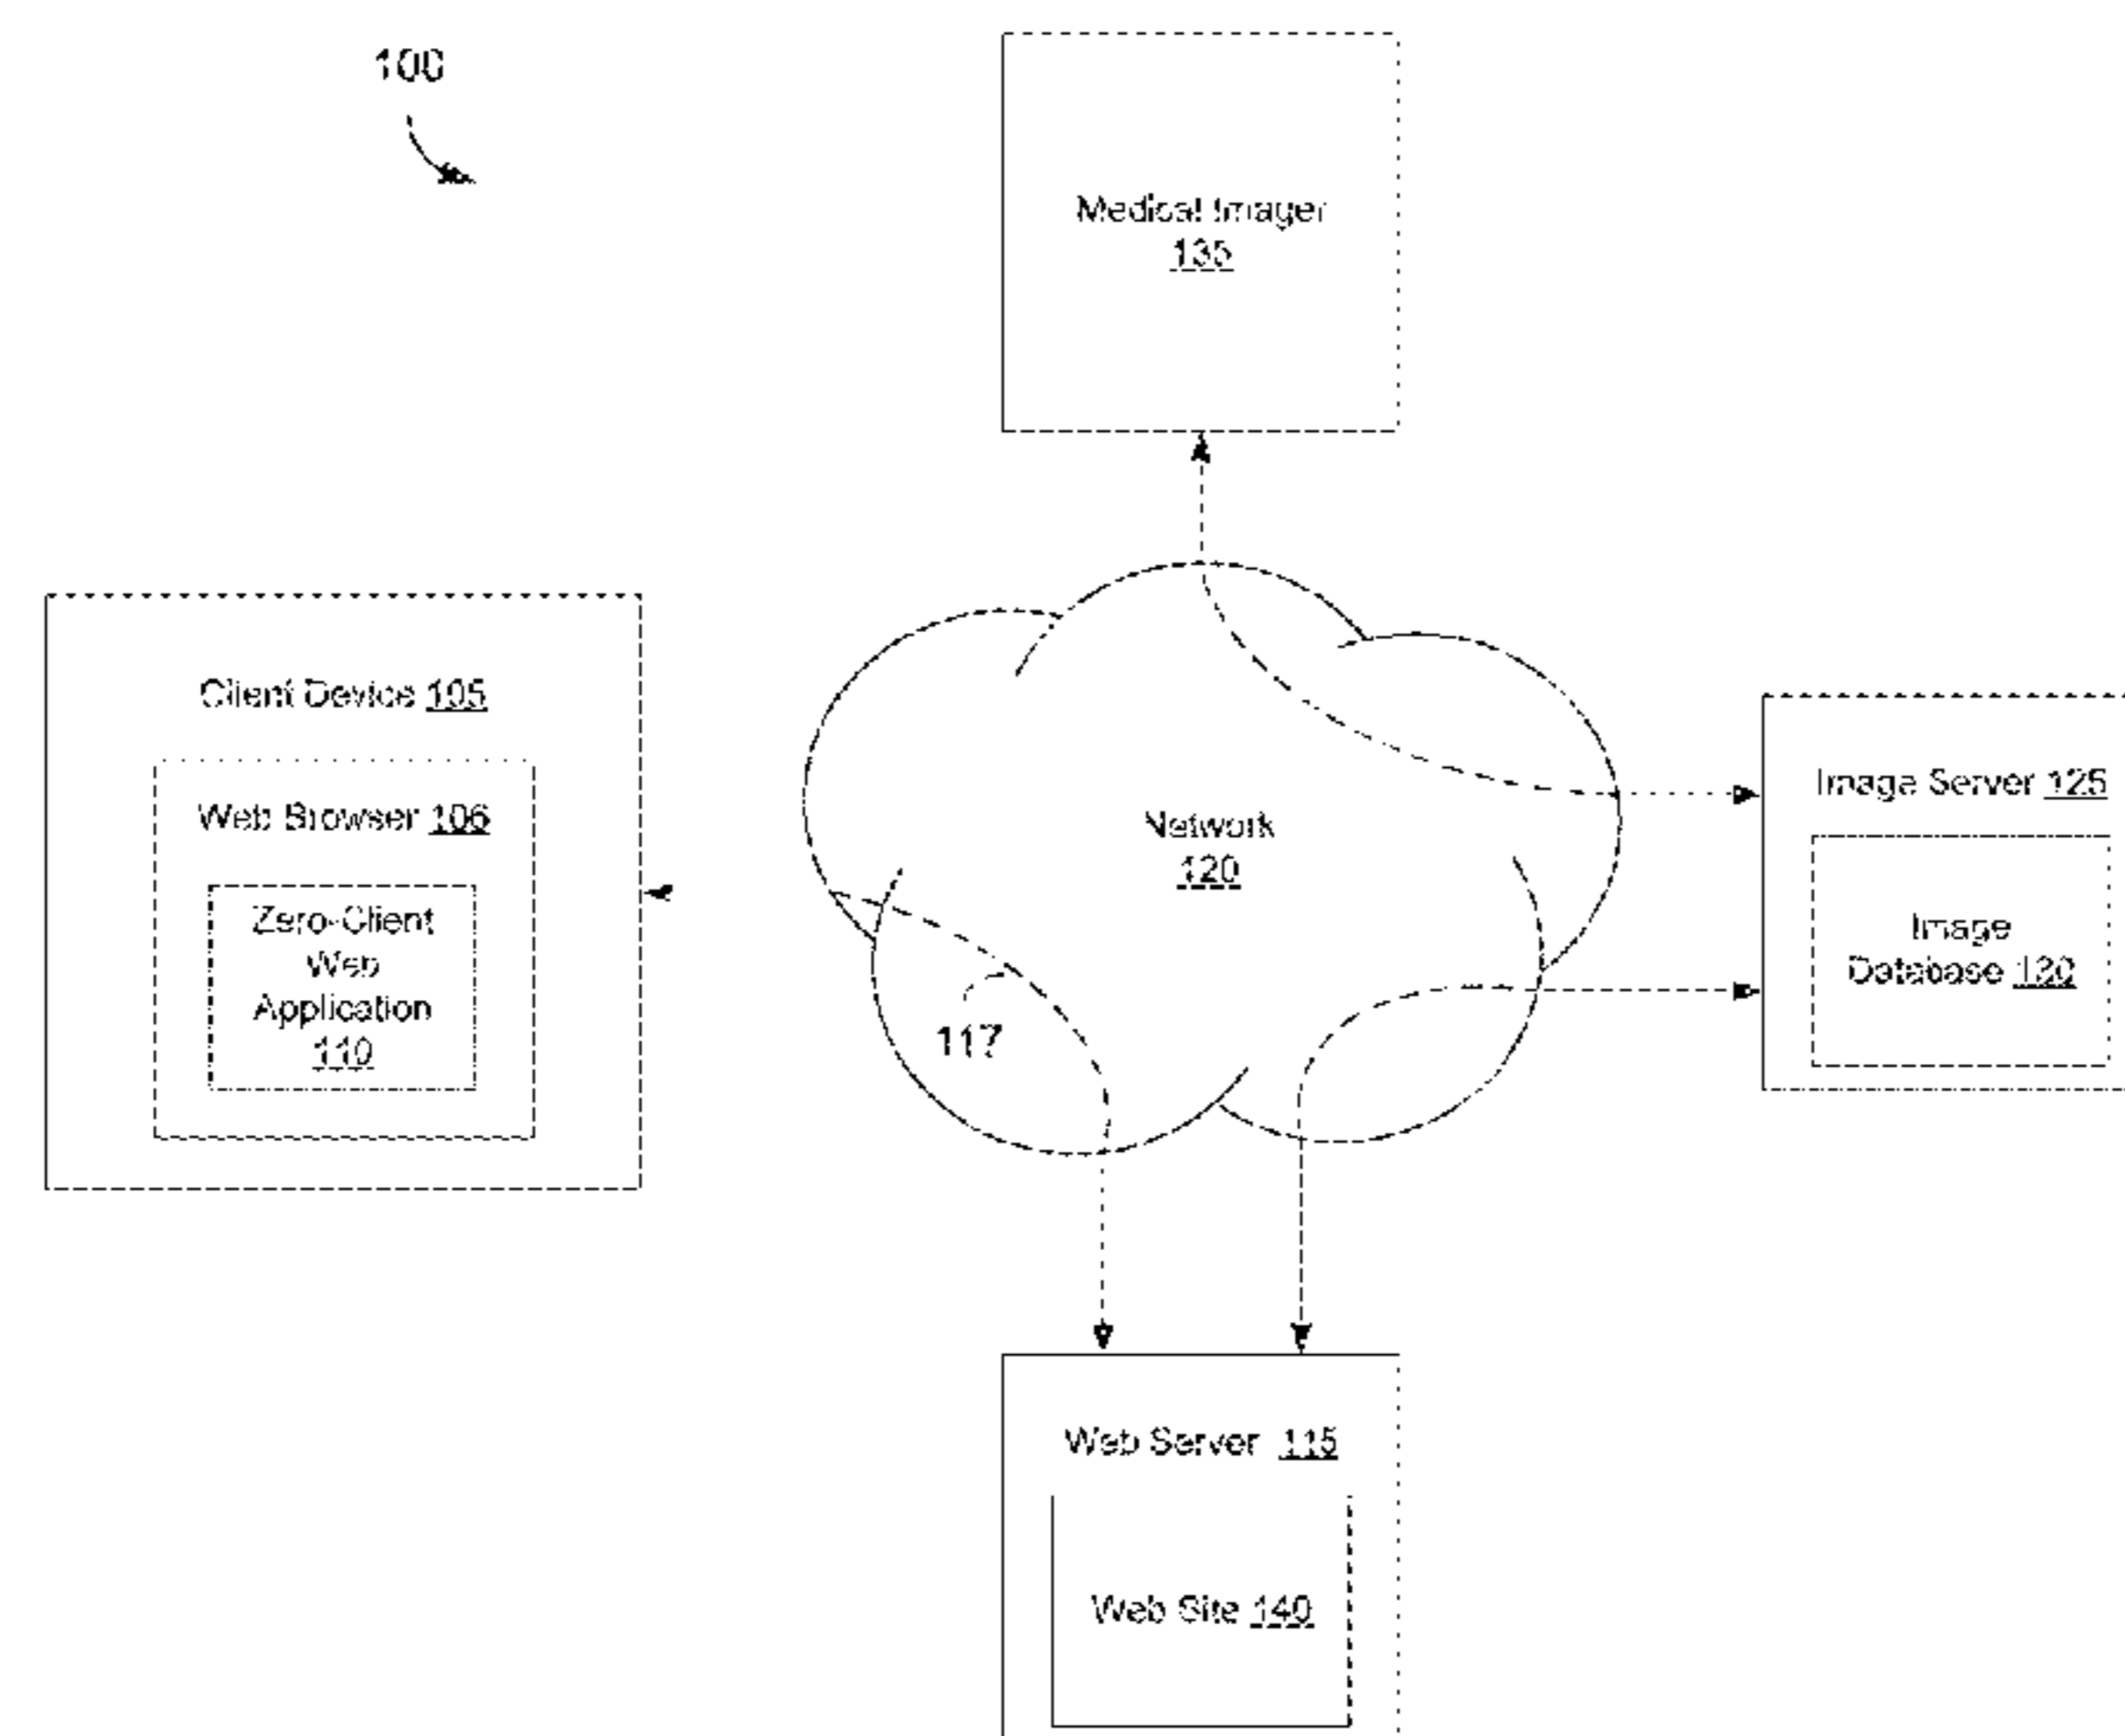 100
Medical Imager
135
Client Device 105
Web Browser 106
Zero-Client
Web
Application
110
Network
120
117
Image Server 125
Image
Database 130
Web Server 115
Web Site 140